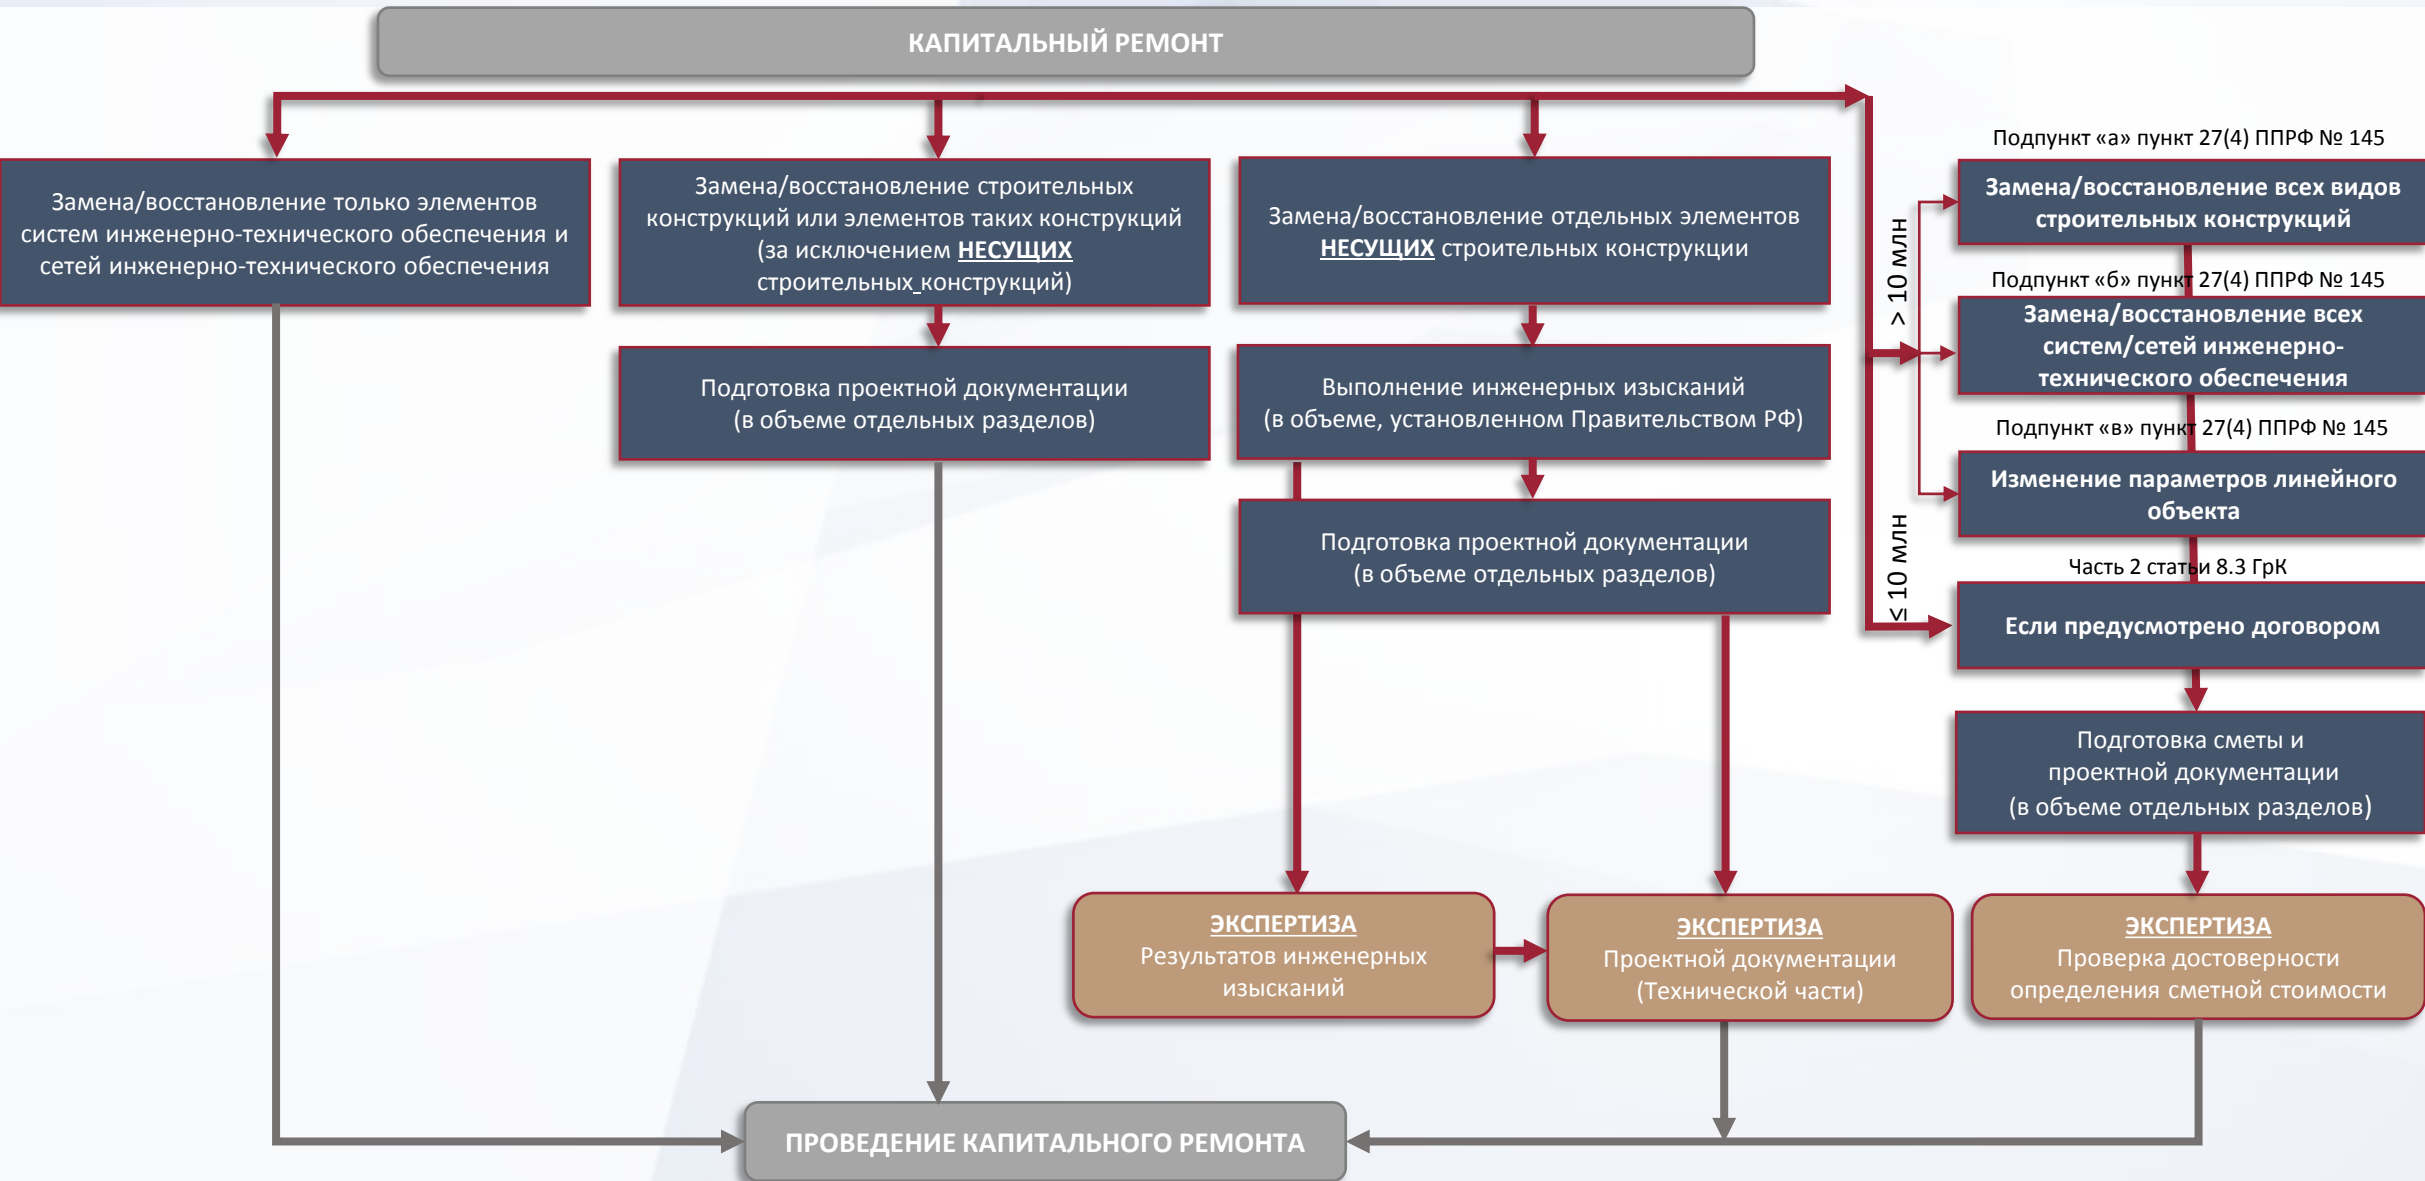 КАПИТАЛЬНЫЙ РЕМОНТ
Замена/восстановление только элементов
систем инженерно-технического обеспечения и
сетей инженерно-технического обеспечения
Замена/восстановление строительных
конструкций или элементов таких конструкций
(за исключением НЕСУЩИХ
строительных конструкций)
Подготовка проектной документации
(в объеме отдельных разделов)
Замена/восстановление отдельных элементов
НЕСУЩИХ строительных конструкции
Выполнение инженерных изысканий
(в объеме, установленном Правительством РФ)
Подготовка проектной документации
(в объеме отдельных разделов)
> 10 млн
≤ 10 млн
Подпункт «а» пункт 27(4) ППРФ № 145
Замена/восстановление всех видов
строительных конструкций
Подпункт «б» пункт 27(4) ППРФ № 145
Замена/восстановление всех
систем/сетей инженерно-
технического обеспечения
Подпункт «в» пункт 27(4) ППРФ № 145
Изменение параметров линейного
объекта
Часть 2 статьи 8.3 ГрК
Если предусмотрено договором
Подготовка сметы и
проектной документации
(в объеме отдельных разделов)
ЭКСПЕРТИЗА
Результатов инженерных
изысканий
ЭКСПЕРТИЗА
Проектной документации
(Технической части)
ЭКСПЕРТИЗА
Проверка достоверности
определения сметной стоимости
ПРОВЕДЕНИЕ КАПИТАЛЬНОГО РЕМОНТА